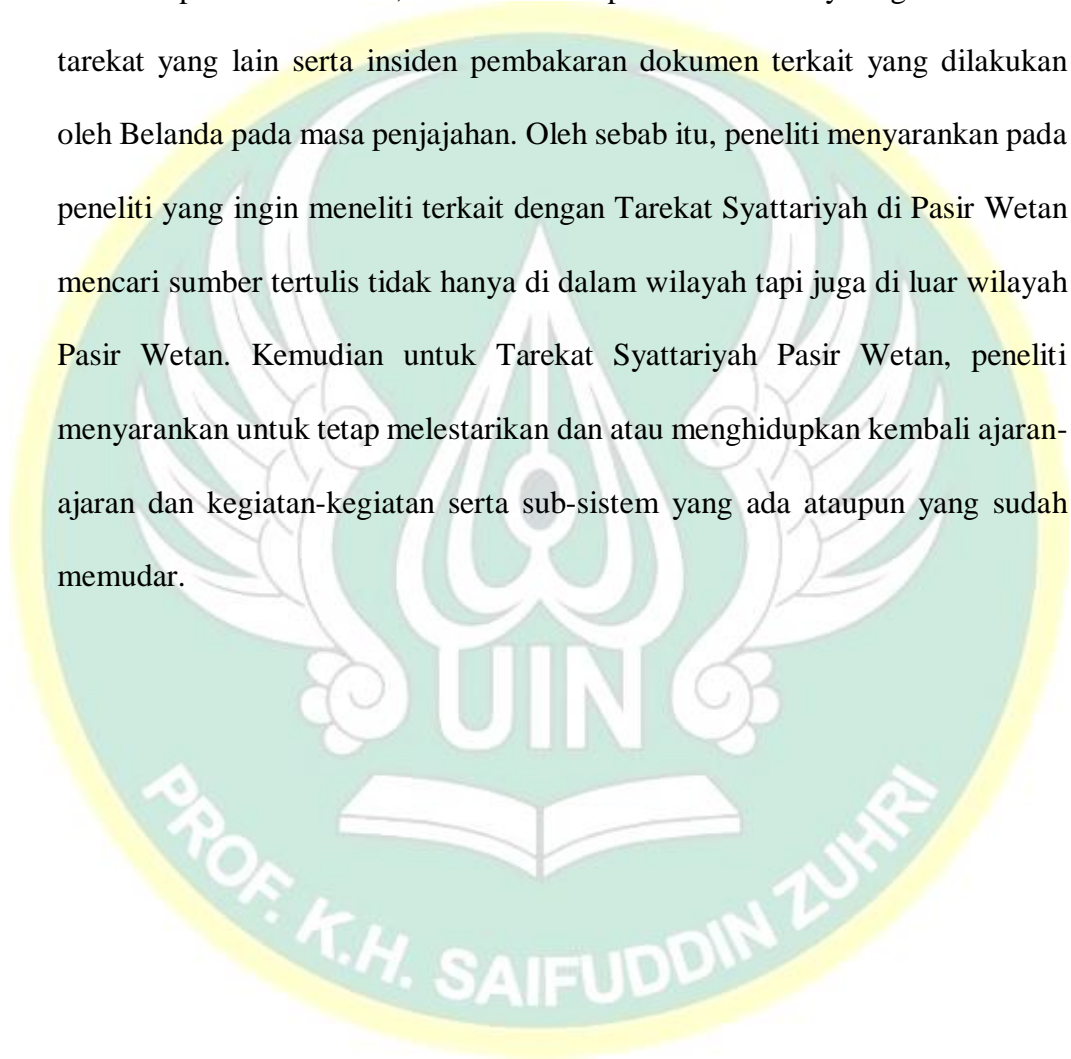 tarekat yang lain serta insiden pembakaran dokumen terkait yang dilakukan
oleh Belanda pada masa penjajahan. Oleh sebab itu, peneliti menyarankan pada
peneliti yang ingin meneliti terkait dengan Tarekat Syattariyah di Pasir Wetan
mencari sumber tertulis tidak hanya di dalam wilayah tapi juga di luar wilayah
Pasir Wetan. Kemudian untuk Tarekat Syattariyah Pasir Wetan, peneliti
menyarankan untuk tetap melestarikan dan atau menghidupkan kembali ajaran-
ajaran dan kegiatan-kegiatan serta sub-sistem yang ada ataupun yang sudah
memudar.
UIN
PROF. K.H. SAIFUDDIN ZUHRI